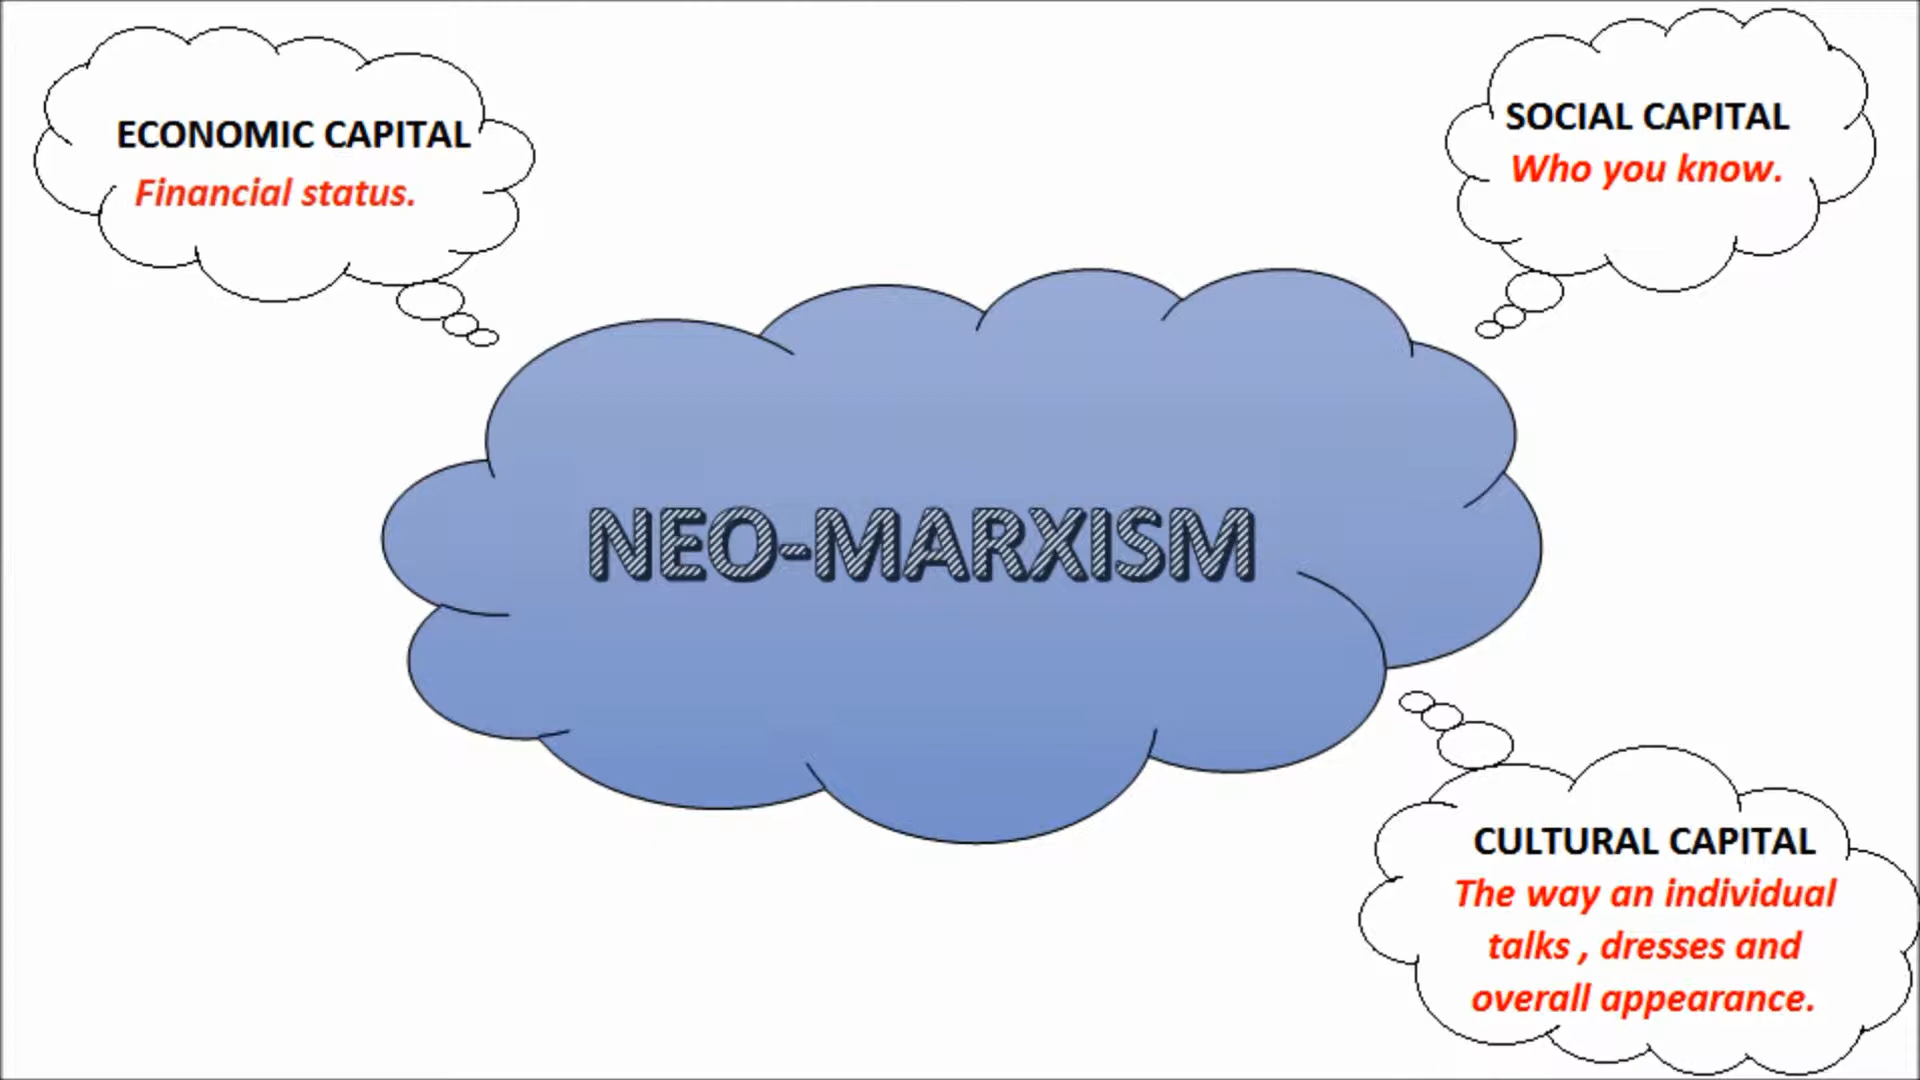 ECONOMIC CAPITAL
Financial status.
SOCIAL CAPITAL
Who you know.
NEO-MARXISM
CULTURAL CAPITAL
The way an individual
talks , dresses and
overall appearance.